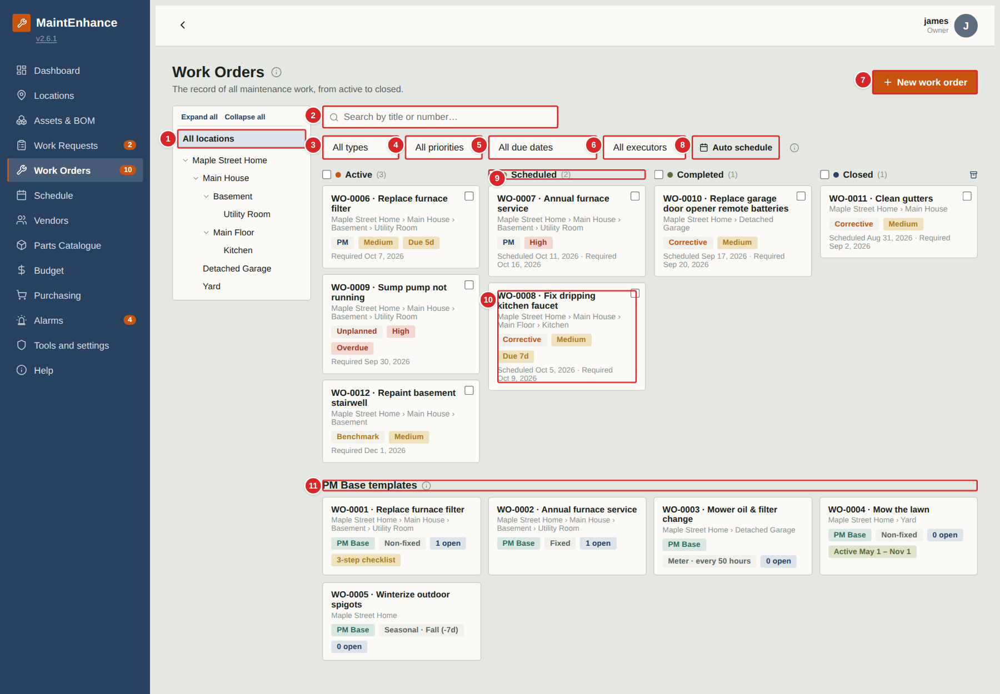 MaintEnhance
v2.6.1
Dashboard
Locations
Assets & BOM
Work Requests 2
Work Orders 10
Schedule
Vendors
Parts Catalogue
Budget
Purchasing
Alarms 4
Tools and settings
Help
james
Owner
J
Work Orders
The record of all maintenance work, from active to closed.
7
New work order
Expand all Collapse all
1
All locations
Maple Street Home
Main House
Basement
Utility Room
Main Floor
Kitchen
Detached Garage
Yard
2
Search by title or number…
3
All types
4
All priorities
5
All due dates
6
All executors
8
Auto schedule
Active (3)
WO-0006 · Replace furnace
filter
Maple Street Home › Main House ›
Basement › Utility Room
PM Medium Due 5d
Required Oct 7, 2026
WO-0009 · Sump pump not
running
Maple Street Home › Main House ›
Basement › Utility Room
Unplanned High
Overdue
Required Sep 30, 2026
WO-0012 · Repaint basement
stairwell
Maple Street Home › Main House ›
Basement
Benchmark Medium
Required Dec 1, 2026
9
Scheduled (2)
WO-0007 · Annual furnace
service
Maple Street Home › Main House ›
Basement › Utility Room
PM High
Scheduled Oct 11, 2026 · Required
Oct 16, 2026
10
WO-0008 · Fix dripping
kitchen faucet
Maple Street Home › Main House ›
Main Floor › Kitchen
Corrective Medium
Due 7d
Scheduled Oct 5, 2026 · Required
Oct 9, 2026
Completed (1)
WO-0010 · Replace garage
door opener remote batteries
Maple Street Home › Detached
Garage
Corrective Medium
Scheduled Sep 17, 2026 · Required
Sep 20, 2026
Closed (1)
WO-0011 · Clean gutters
Maple Street Home › Main House
Corrective Medium
Scheduled Aug 31, 2026 · Required
Sep 2, 2026
11
PM Base templates
WO-0001 · Replace furnace filter
Maple Street Home › Main House ›
Basement › Utility Room
PM Base Non-fixed 1 open
3-step checklist
WO-0002 · Annual furnace service
Maple Street Home › Main House ›
Basement › Utility Room
PM Base Fixed 1 open
WO-0003 · Mower oil & filter
change
Maple Street Home › Detached Garage
PM Base
Meter · every 50 hours 0 open
WO-0004 · Mow the lawn
Maple Street Home › Yard
PM Base Non-fixed 0 open
Active May 1 – Nov 1
WO-0005 · Winterize outdoor
spigots
Maple Street Home
PM Base Seasonal · Fall (-7d)
0 open